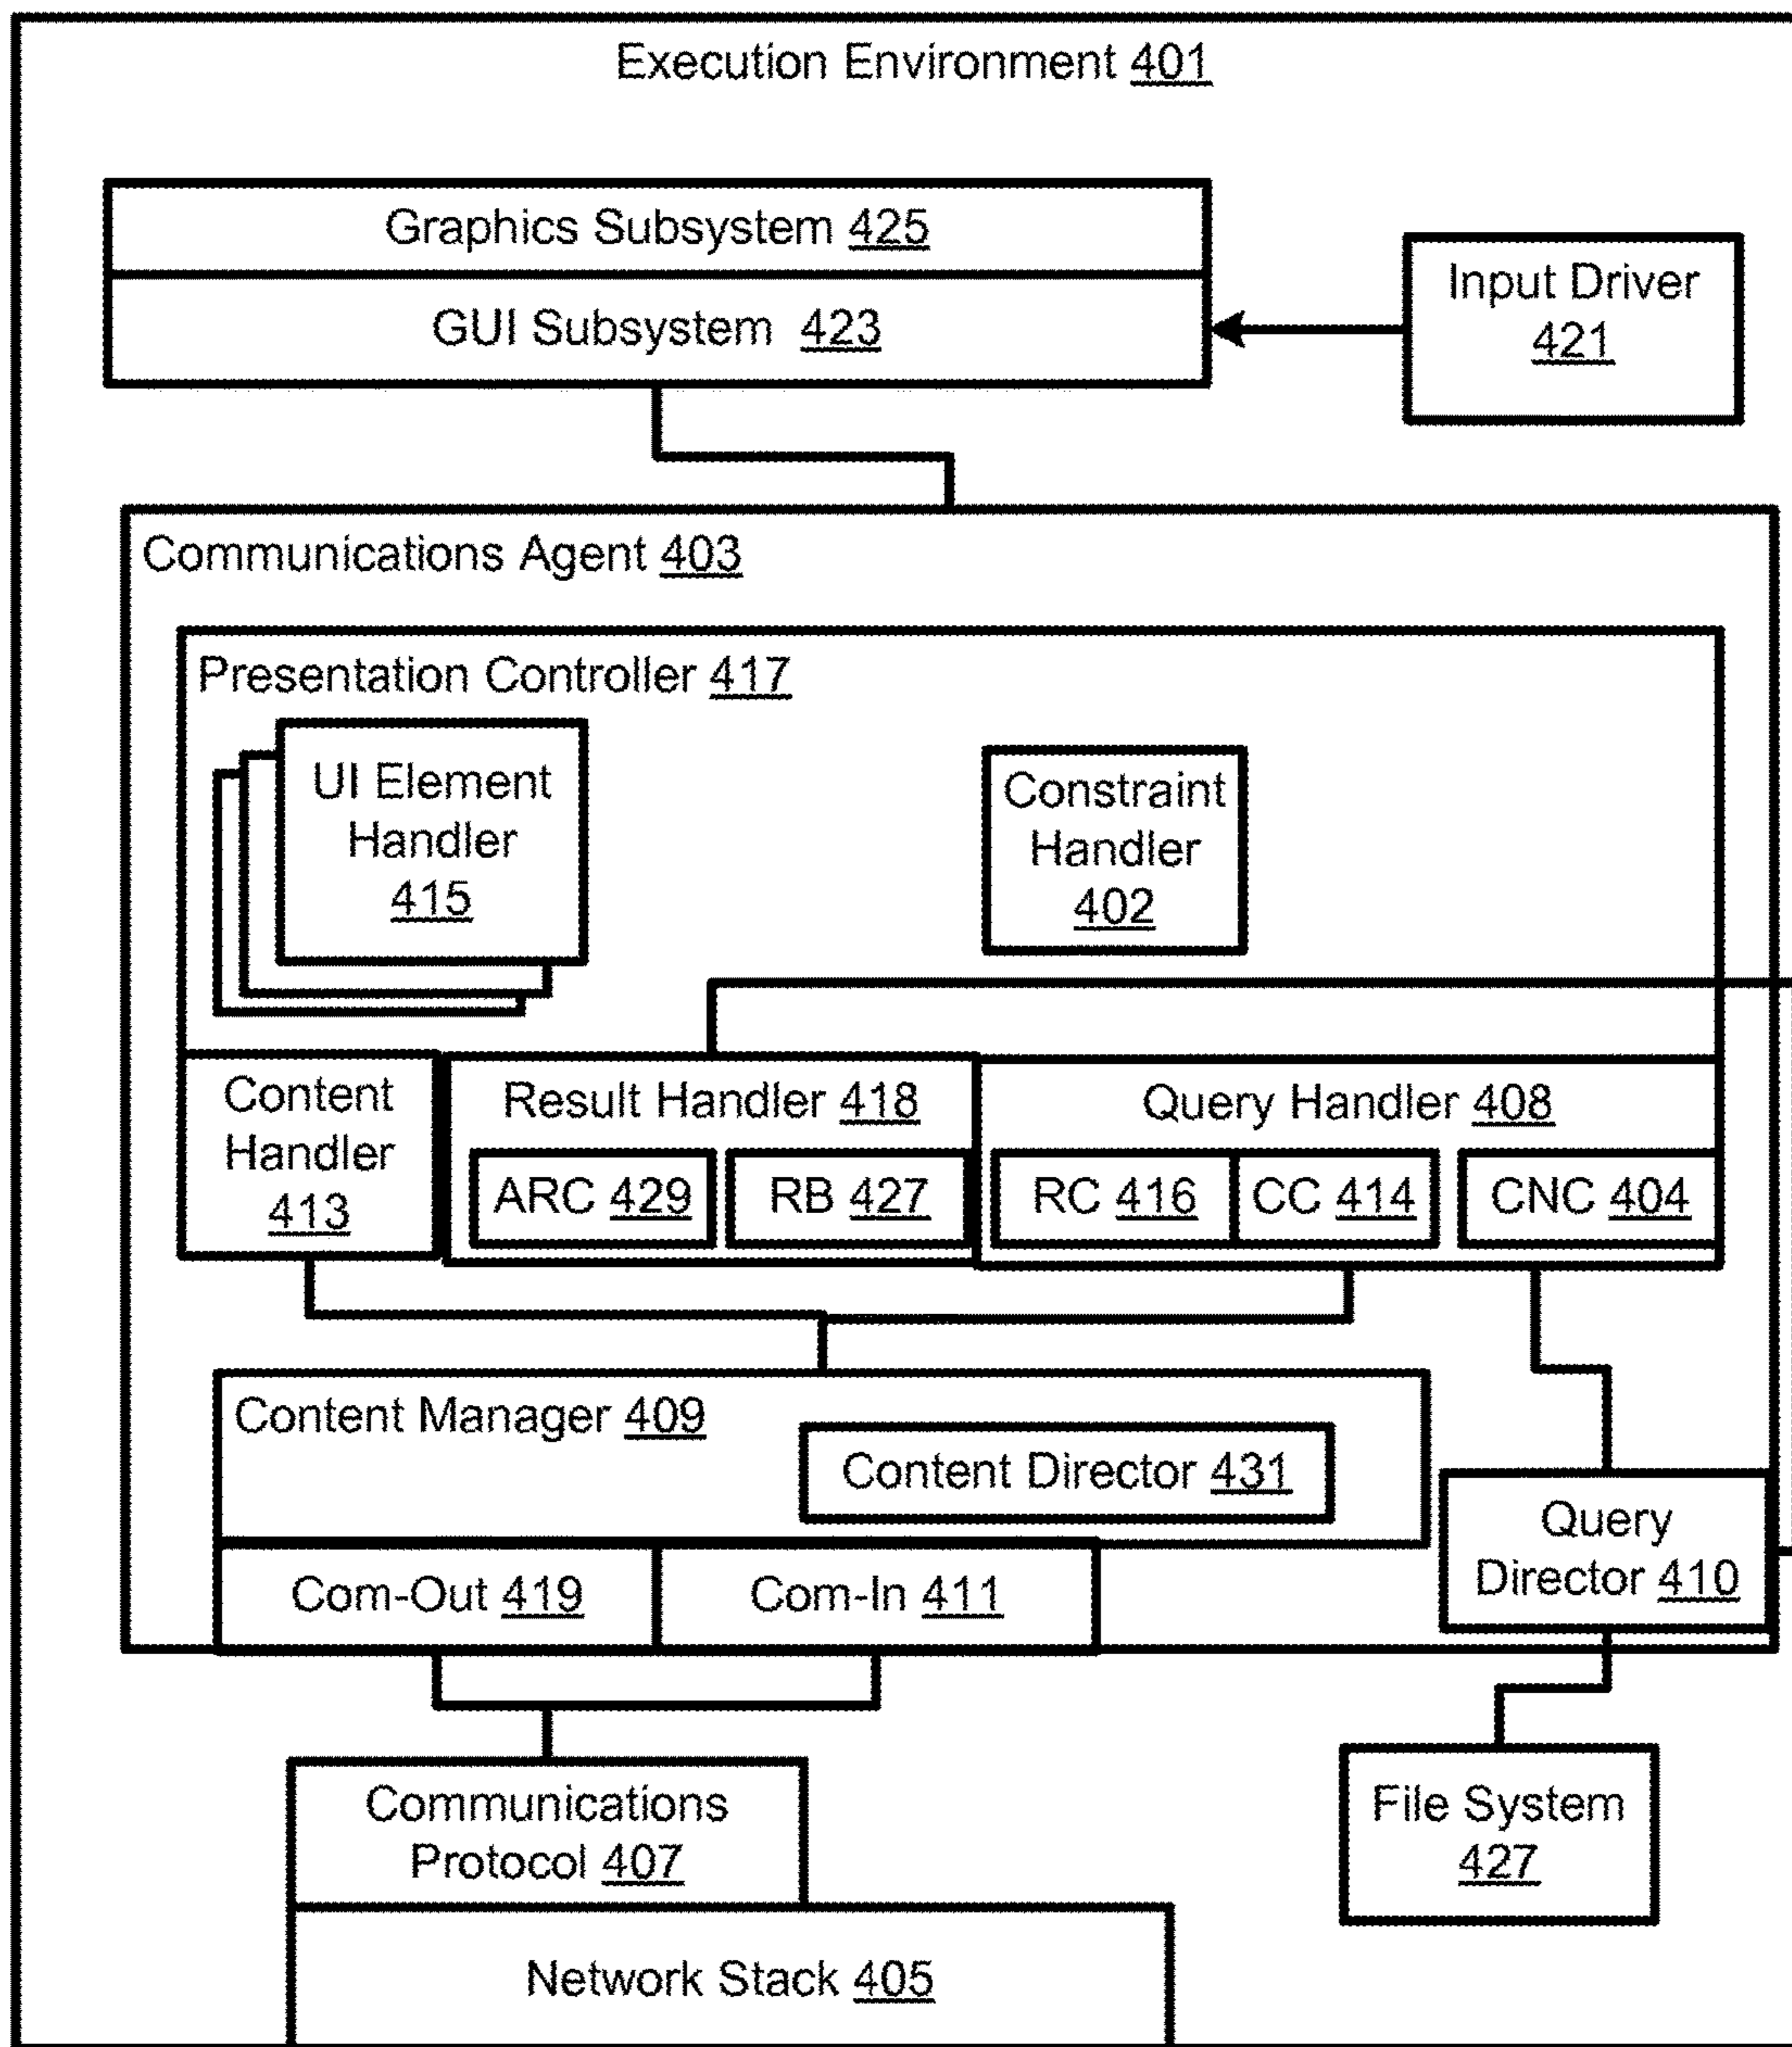 Execution Environment 401
Graphics Subsystem 425
GUI Subsystem 423
Input Driver
421
Communications Agent 403
Presentation Controller 417
UI Element
Handler
415
Constraint
Handler
402
Content
Handler
413
Result Handler 418
ARC 429
RB 427
Query Handler 408
RC 416
CC 414
CNC 404
Content Manager 409
Content Director 431
Query
Director 410
Com-Out 419
Com-In 411
Communications
Protocol 407
File System
427
Network Stack 405